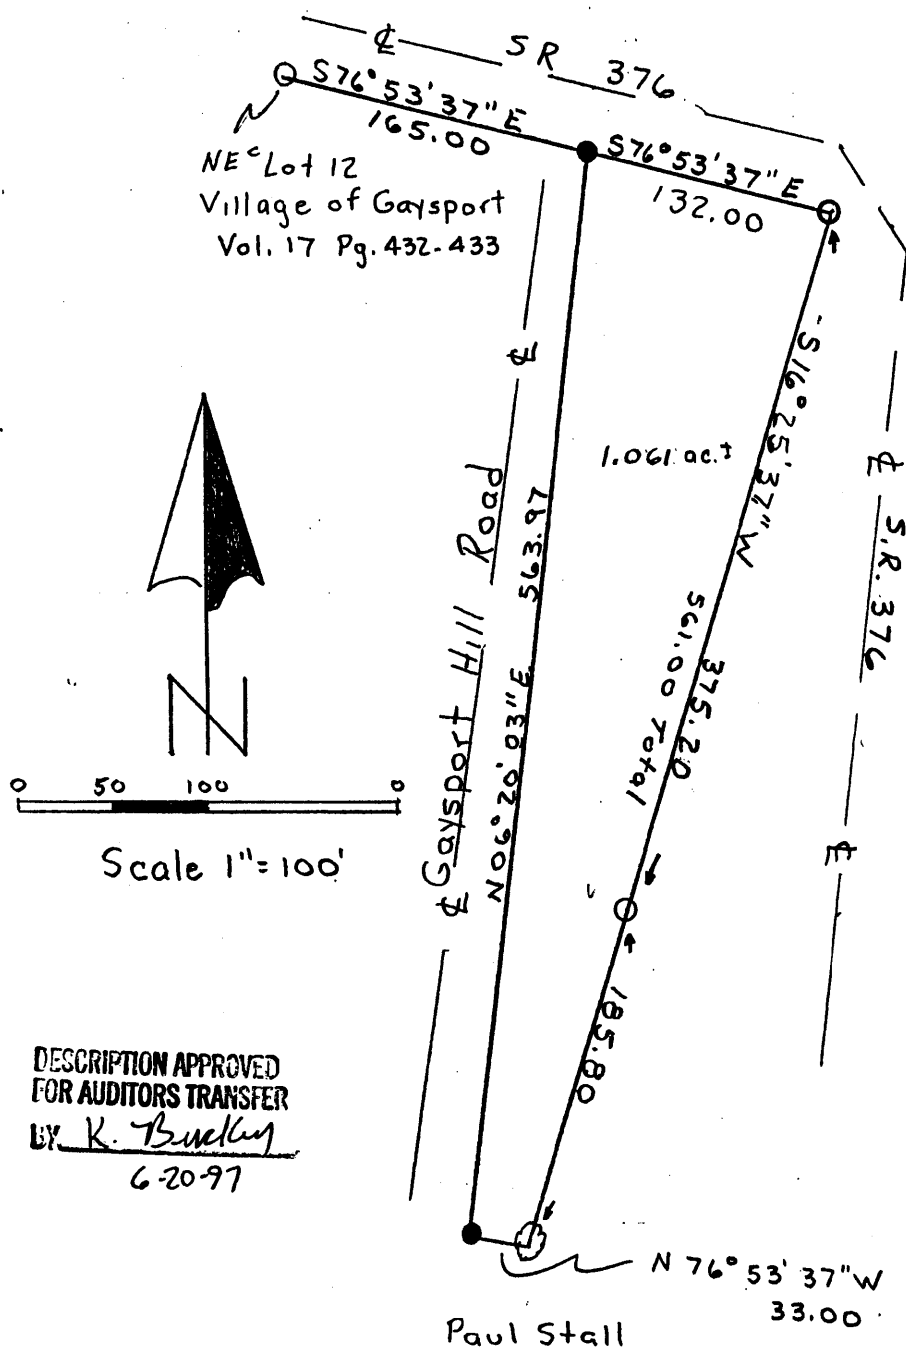 ℄ SR 376
S76° 53' 37" E
165.00
S76° 53' 37" E
132.00
NEᶜ Lot 12
Village of Gaysport
Vol. 17 Pg. 432-433
S16° 25' 37" W
1.061 ac.±
℄
℄ S.R. 376
℄
℄ Gaysport Hill Road
N 06° 20' 03" E 563.97
375.20
561.00 Total
185.80
N
0 50 100 0
Scale 1" = 100'
DESCRIPTION APPROVED
FOR AUDITORS TRANSFER
BY K. Buckley
6-20-97
N 76° 53' 37" W
33.00
Paul Stall